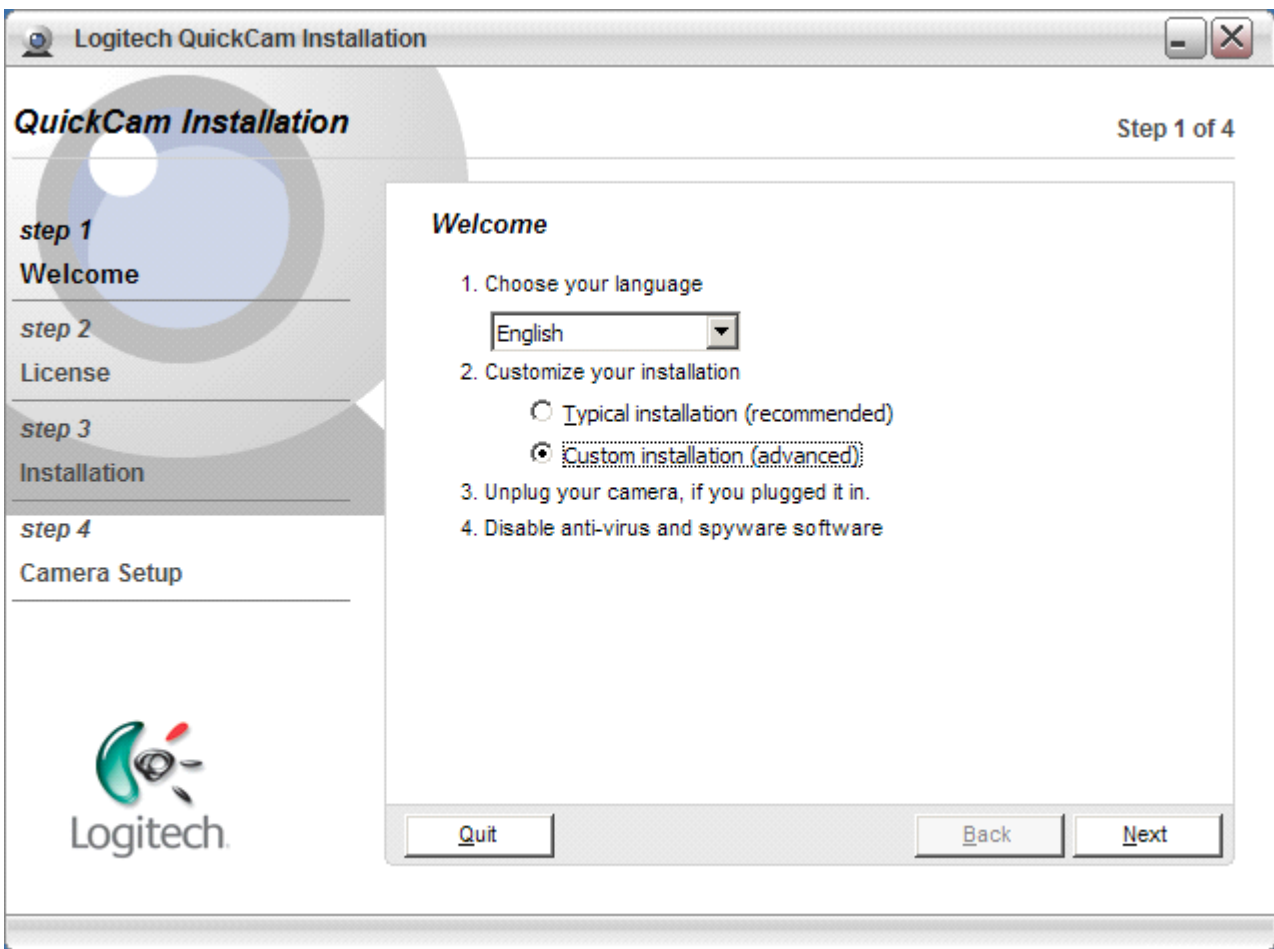 Logitech QuickCam Installation
QuickCam Installation
Step 1 of 4
step 1
Welcome
step 2
License
step 3
Installation
step 4
Camera Setup
Logitech
Welcome
1. Choose your language
English
2. Customize your installation
Typical installation (recommended)
Custom installation (advanced)
3. Unplug your camera, if you plugged it in.
4. Disable anti-virus and spyware software
Quit
Back
Next